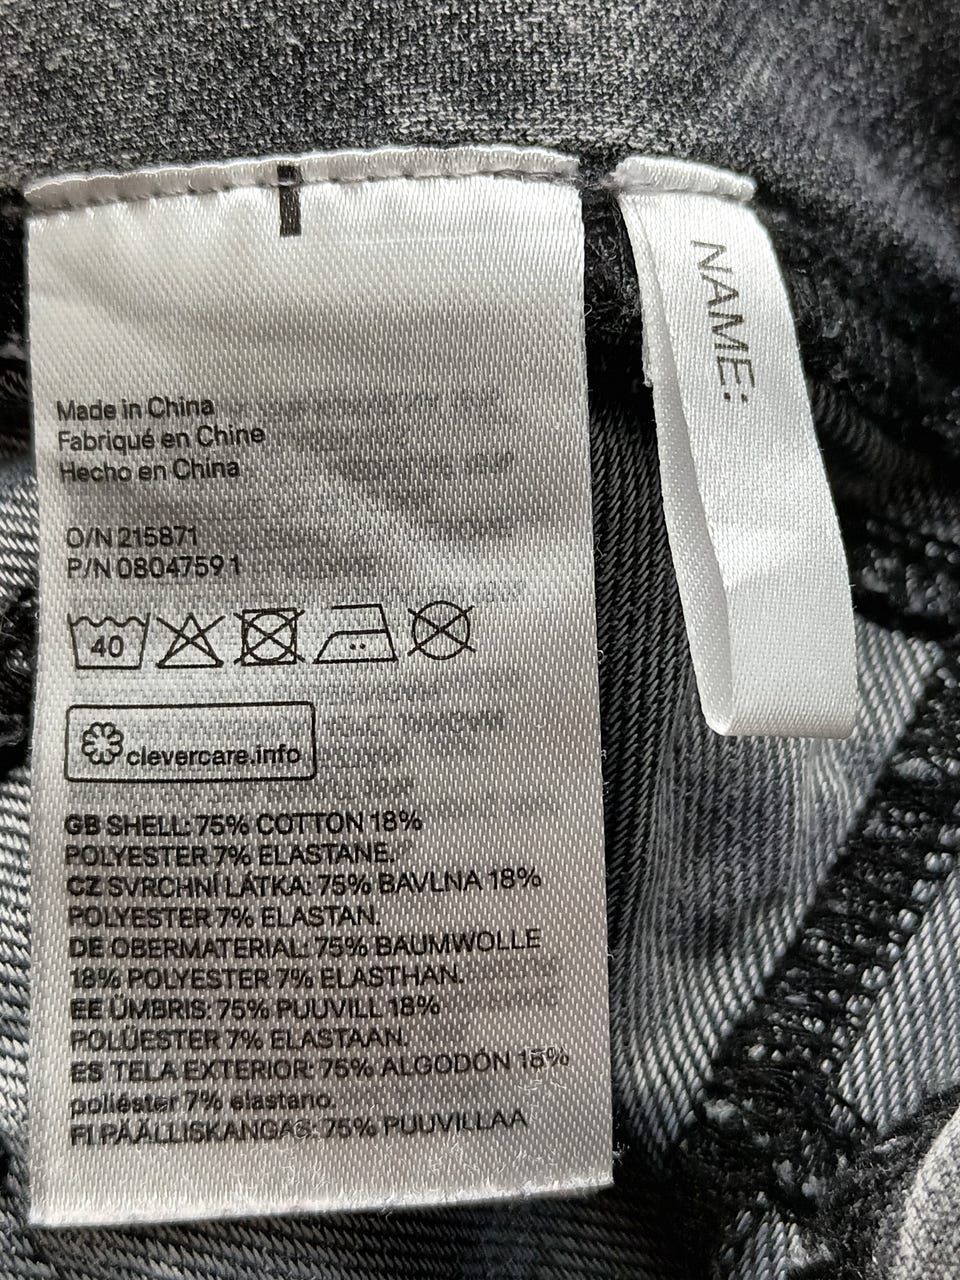 Made in China
Fabriqué en Chine
Hecho en China
O/N 215871
P/N 0804759 1
40
clevercare.info
GB SHELL: 75% COTTON 18%
POLYESTER 7% ELASTANE.
CZ SVRCHNÍ LÁTKA: 75% BAVLNA 18%
POLYESTER 7% ELASTAN.
DE OBERMATERIAL: 75% BAUMWOLLE
18% POLYESTER 7% ELASTHAN.
EE ÜMBRIS: 75% PUUVILL 18%
POLÜESTER 7% ELASTAAN.
ES TELA EXTERIOR: 75% ALGODÓN 18%
poliéster 7% elastano.
FI PÄÄLLISKANGAS: 75% PUUVILLAA
NAME: